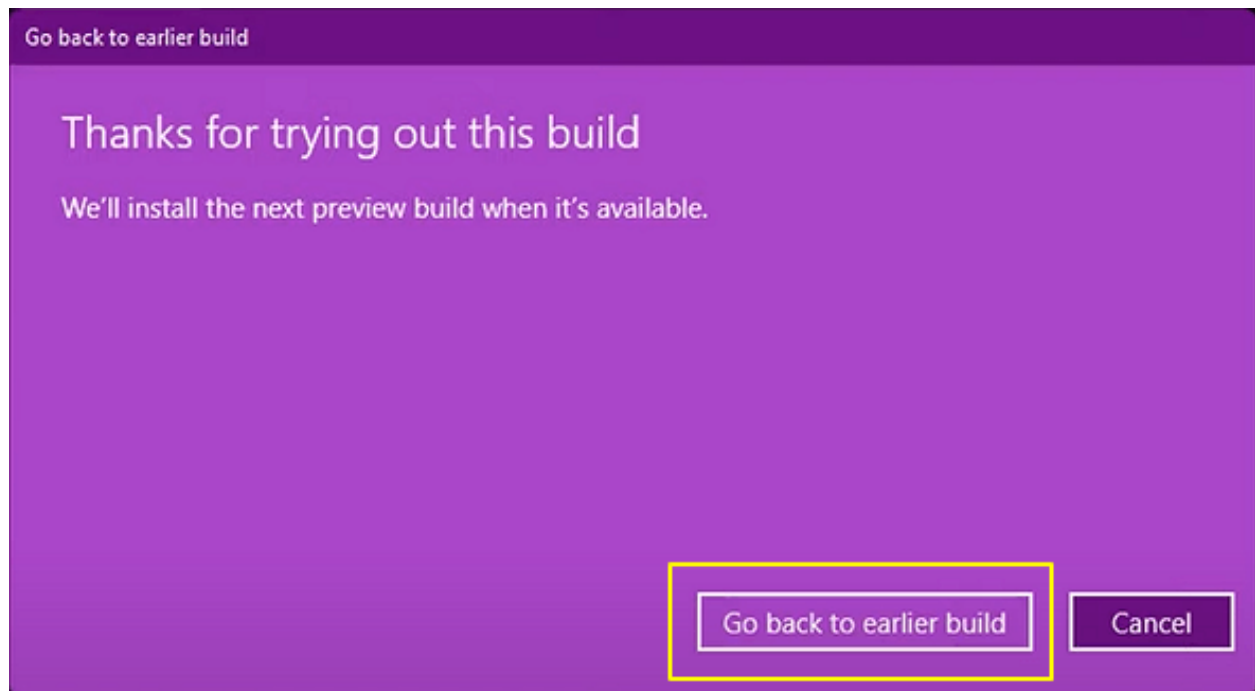 Go back to earlier build
Thanks for trying out this build
We’ll install the next preview build when it’s available.
Go back to earlier build
Cancel